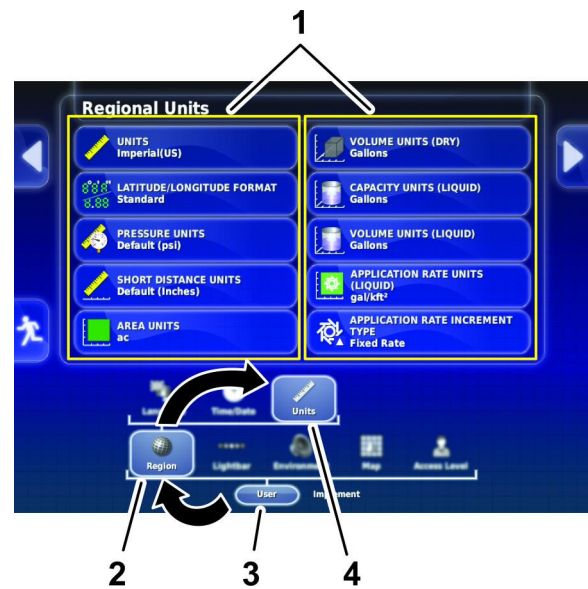 1
Regional Units
UNITS
Imperial(US)
LATITUDE/LONGITUDE FORMAT
Standard
PRESSURE UNITS
Default (psi)
SHORT DISTANCE UNITS
Default (Inches)
AREA UNITS
ac
VOLUME UNITS (DRY)
Gallons
CAPACITY UNITS (LIQUID)
Gallons
VOLUME UNITS (LIQUID)
Gallons
APPLICATION RATE UNITS
(LIQUID)
gal/kft²
APPLICATION RATE INCREMENT
TYPE
Fixed Rate
Time/Date
Units
Region
Lightbar
Map
Access Level
User
2
3
4